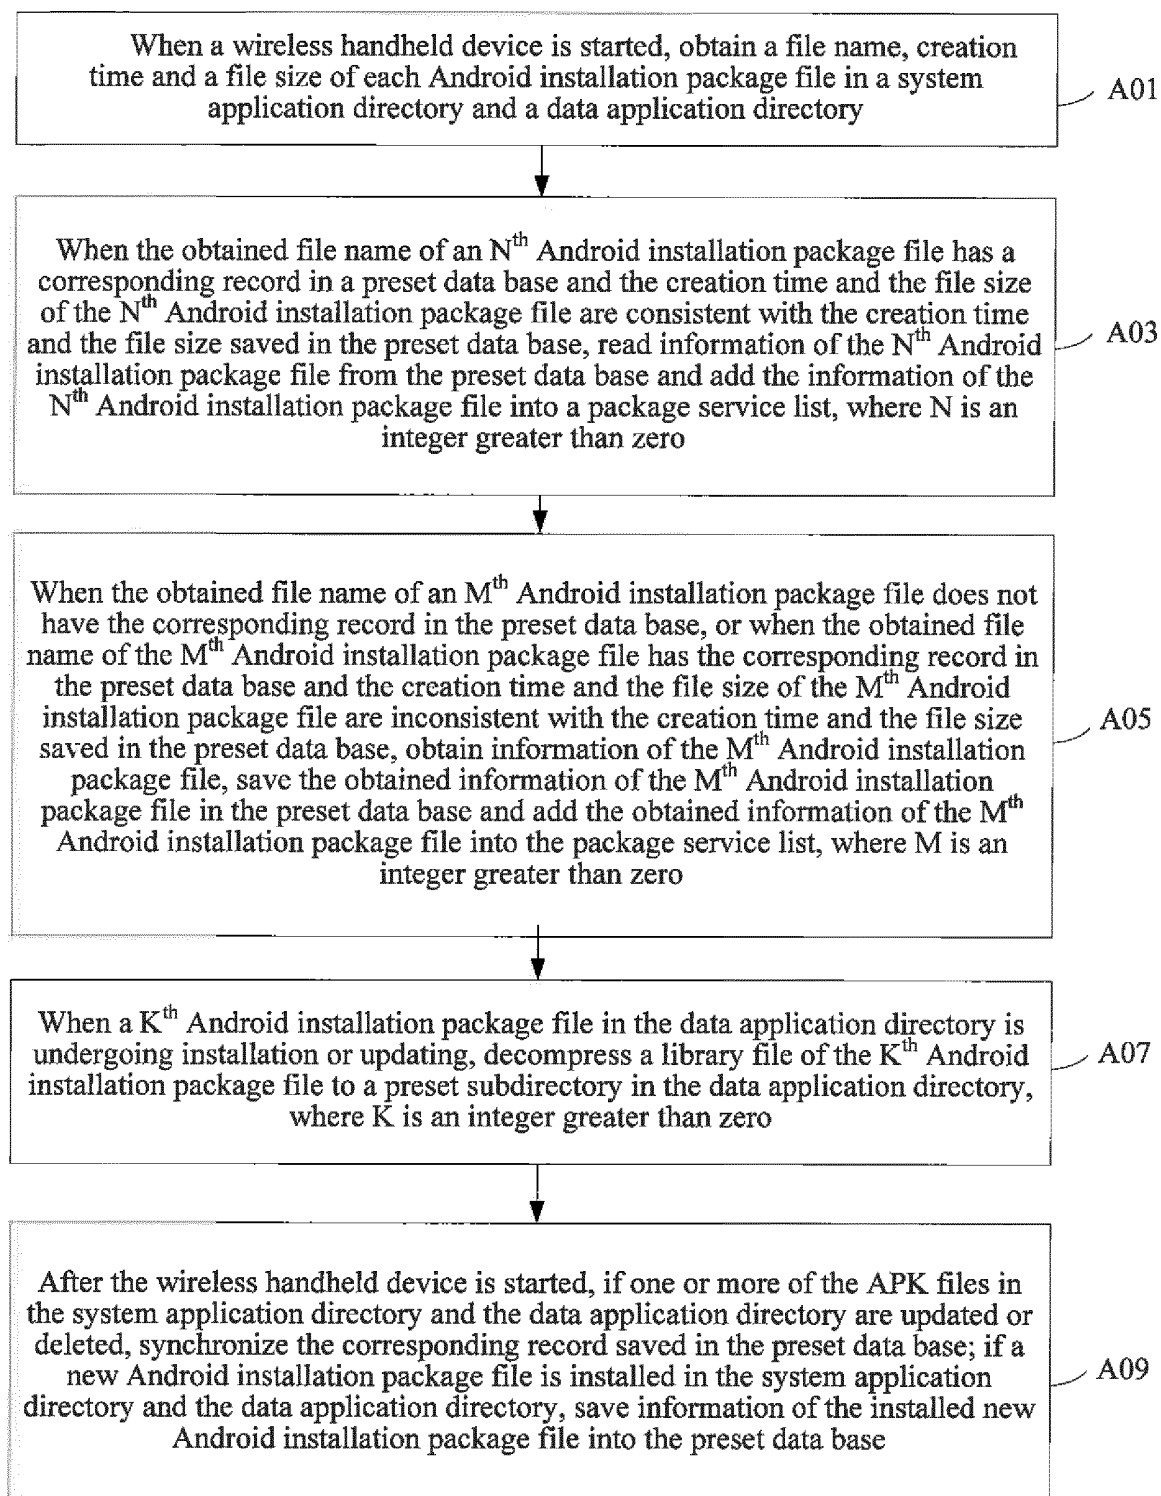 When a wireless handheld device is started, obtain a file name, creation
time and a file size of each Android installation package file in a system
application directory and a data application directory
A01
When the obtained file name of an Nth Android installation package file has a
corresponding record in a preset data base and the creation time and the file size
of the Nth Android installation package file are consistent with the creation time
and the file size saved in the preset data base, read information of the Nth Android
installation package file from the preset data base and add the information of the
Nth Android installation package file into a package service list, where N is an
integer greater than zero
A03
When the obtained file name of an Mth Android installation package file does not
have the corresponding record in the preset data base, or when the obtained file
name of the Mth Android installation package file has the corresponding record in
the preset data base and the creation time and the file size of the Mth Android
installation package file are inconsistent with the creation time and the file size
saved in the preset data base, obtain information of the Mth Android installation
package file, save the obtained information of the Mth Android installation
package file in the preset data base and add the obtained information of the Mth
Android installation package file into the package service list, where M is an
integer greater than zero
A05
When a Kth Android installation package file in the data application directory is
undergoing installation or updating, decompress a library file of the Kth Android
installation package file to a preset subdirectory in the data application directory,
where K is an integer greater than zero
A07
After the wireless handheld device is started, if one or more of the APK files in
the system application directory and the data application directory are updated or
deleted, synchronize the corresponding record saved in the preset data base; if a
new Android installation package file is installed in the system application
directory and the data application directory, save information of the installed new
Android installation package file into the preset data base
A09